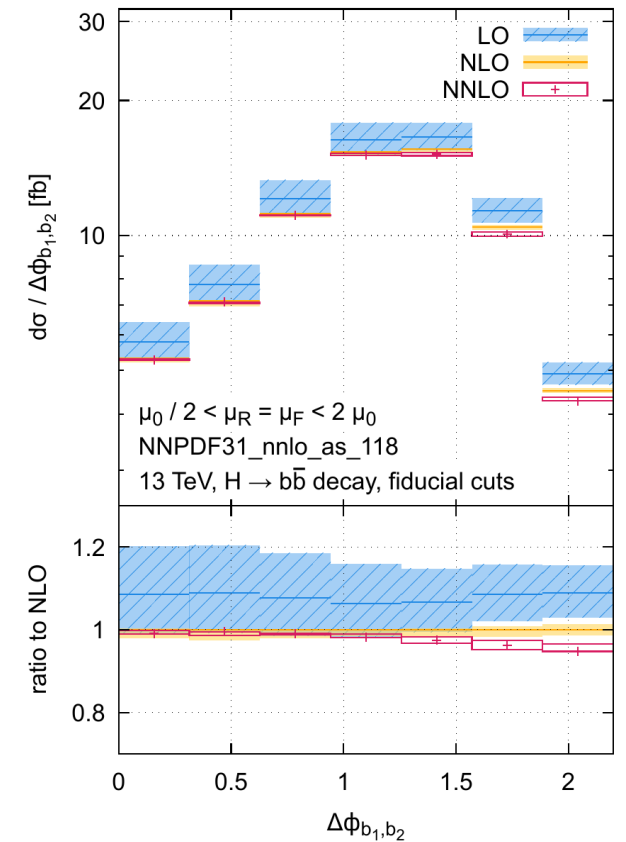 LO
NLO
NNLO
30
20
10
dσ / Δϕb1,b2 [fb]
μ0 / 2 < μR = μF < 2 μ0
NNPDF31_nnlo_as_118
13 TeV, H → bb̅ decay, fiducial cuts
1.2
1
0.8
ratio to NLO
0 0.5 1 1.5 2
Δϕb1,b2